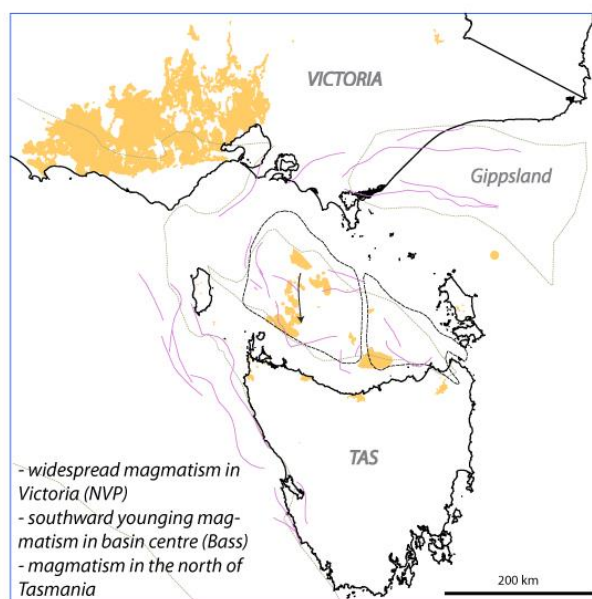 VICTORIA
Gippsland
TAS
- widespread magmatism in
Victoria (NVP)
- southward younging mag-
matism in basin centre (Bass)
- magmatism in the north of
Tasmania
200 km